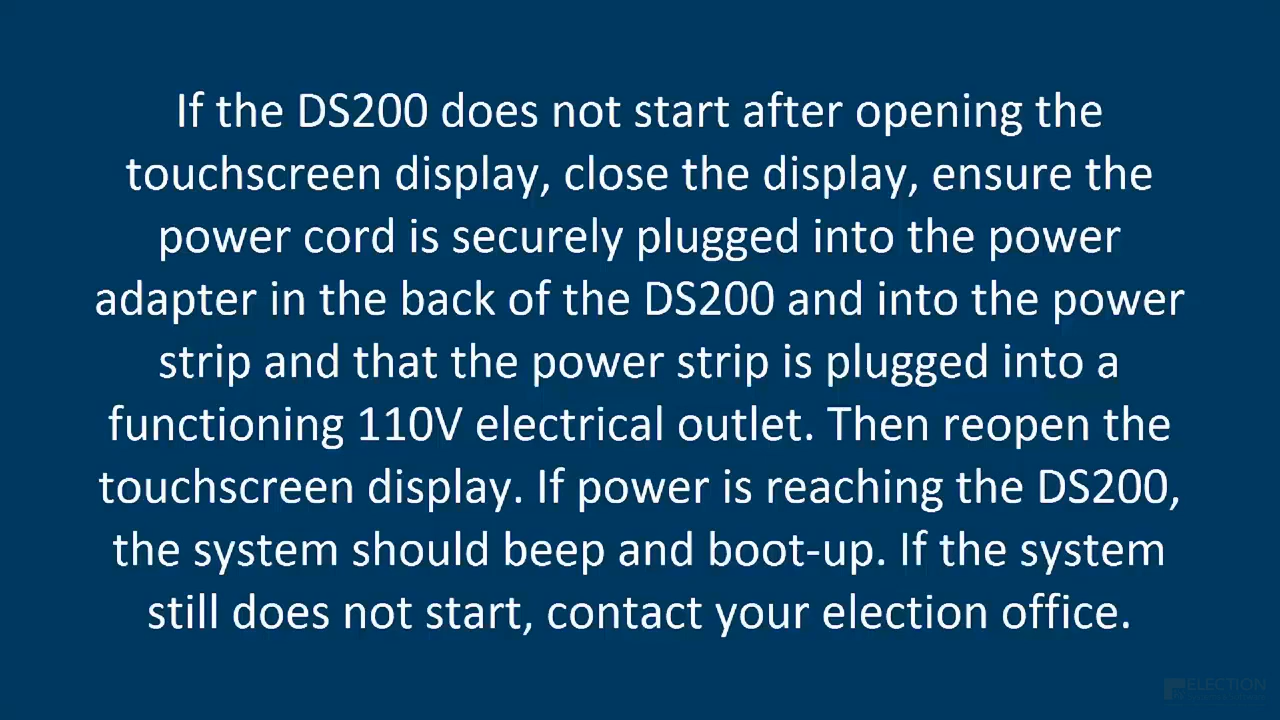 If the DS200 does not start after opening the
touchscreen display, close the display, ensure the
power cord is securely plugged into the power
adapter in the back of the DS200 and into the power
strip and that the power strip is plugged into a
functioning 110V electrical outlet. Then reopen the
touchscreen display. If power is reaching the DS200,
the system should beep and boot-up. If the system
still does not start, contact your election office.
ELECTION